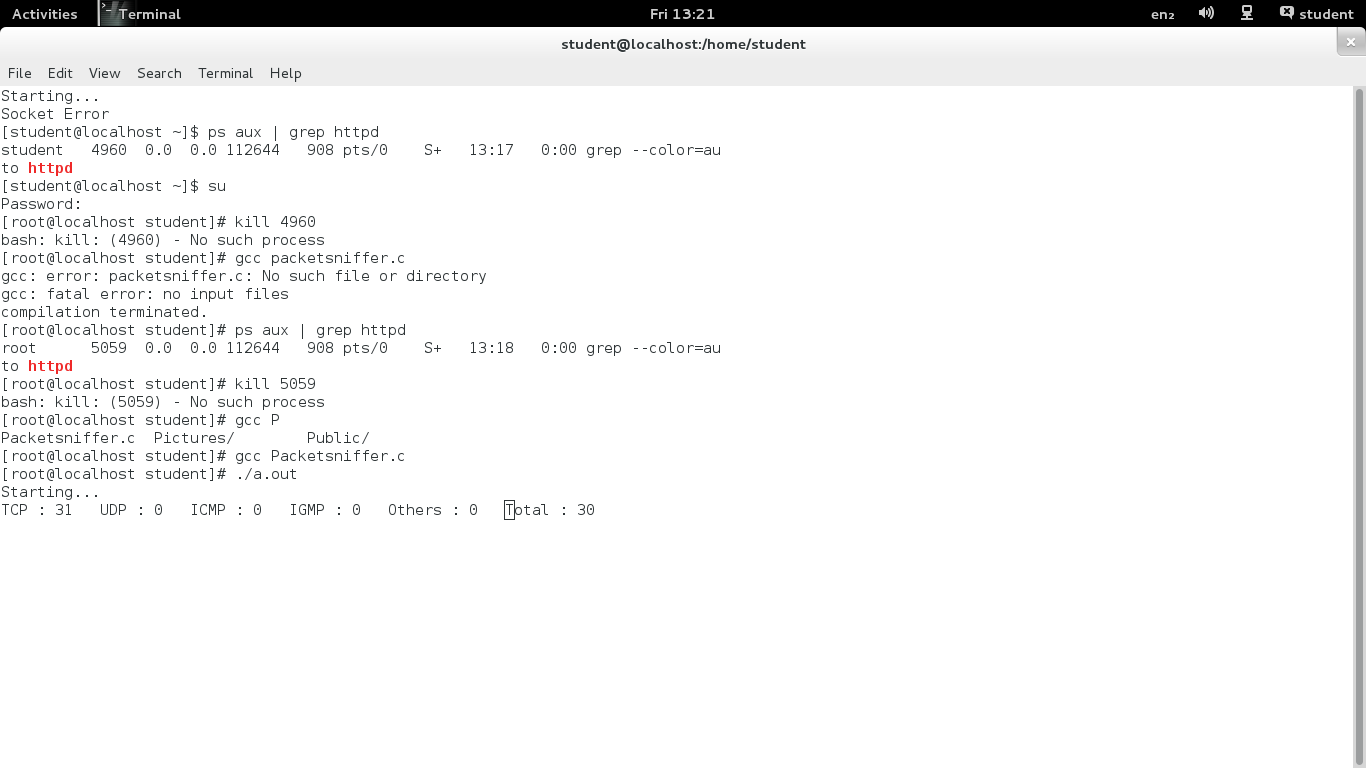 Activities Terminal Fri 13:21 en₂ student
student@localhost:/home/student
File Edit View Search Terminal Help
Starting...
Socket Error
[student@localhost ~]$ ps aux | grep httpd
student   4960  0.0  0.0 112644   908 pts/0    S+   13:17   0:00 grep --color=au
to httpd
[student@localhost ~]$ su
Password:
[root@localhost student]# kill 4960
bash: kill: (4960) - No such process
[root@localhost student]# gcc packetsniffer.c
gcc: error: packetsniffer.c: No such file or directory
gcc: fatal error: no input files
compilation terminated.
[root@localhost student]# ps aux | grep httpd
root      5059  0.0  0.0 112644   908 pts/0    S+   13:18   0:00 grep --color=au
to httpd
[root@localhost student]# kill 5059
bash: kill: (5059) - No such process
[root@localhost student]# gcc P
Packetsniffer.c  Pictures/        Public/
[root@localhost student]# gcc Packetsniffer.c
[root@localhost student]# ./a.out
Starting...
TCP : 31   UDP : 0   ICMP : 0   IGMP : 0   Others : 0   Total : 30